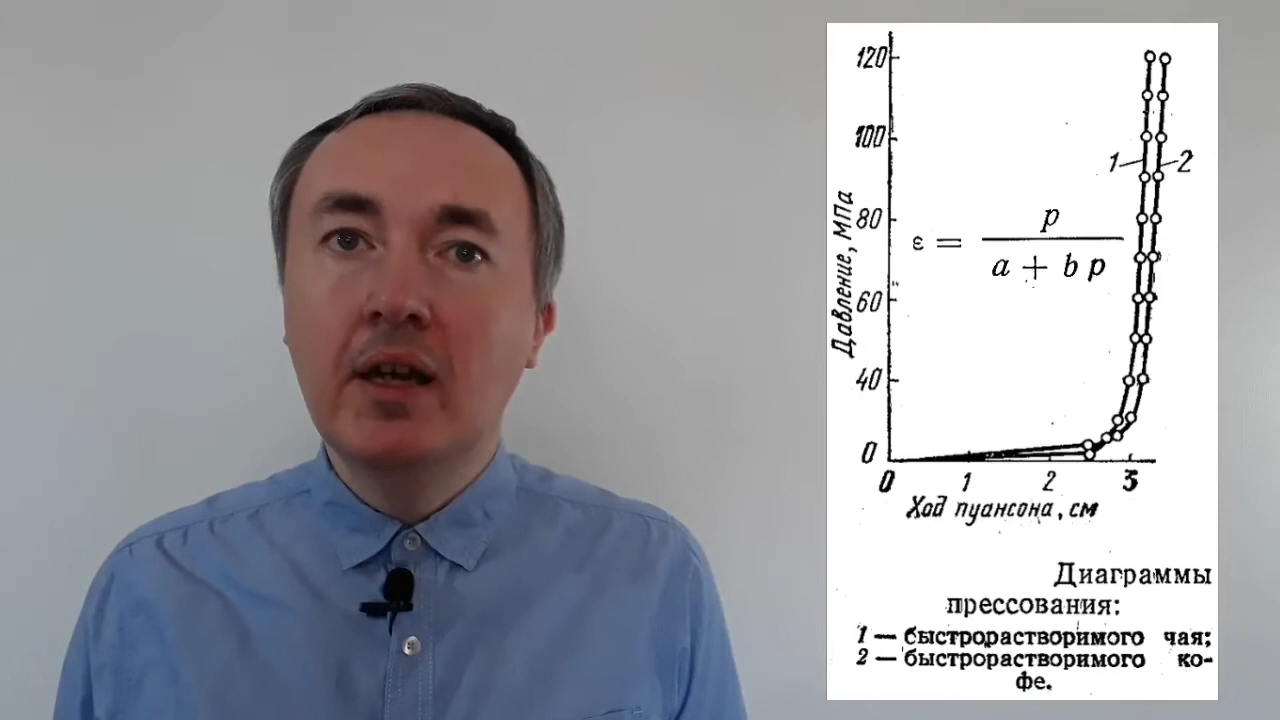 120
100
80
60
40
0
Давление, МПа
1
2
ε = p
a + b p
0 1 2 3
Ход пуансона, см
Диаграммы
прессования:
1 — быстрорастворимого чая;
2 — быстрорастворимого ко-
фе.